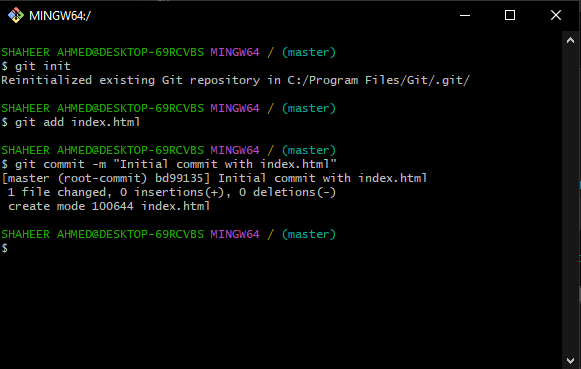 MINGW64:/
SHAHEER AHMED@DESKTOP-69RCVBS MINGW64 / (master)
$ git init
Reinitialized existing Git repository in C:/Program Files/Git/.git/
SHAHEER AHMED@DESKTOP-69RCVBS MINGW64 / (master)
$ git add index.html
SHAHEER AHMED@DESKTOP-69RCVBS MINGW64 / (master)
$ git commit -m "Initial commit with index.html"
[master (root-commit) bd99135] Initial commit with index.html
1 file changed, 0 insertions(+), 0 deletions(-)
create mode 100644 index.html
SHAHEER AHMED@DESKTOP-69RCVBS MINGW64 / (master)
$